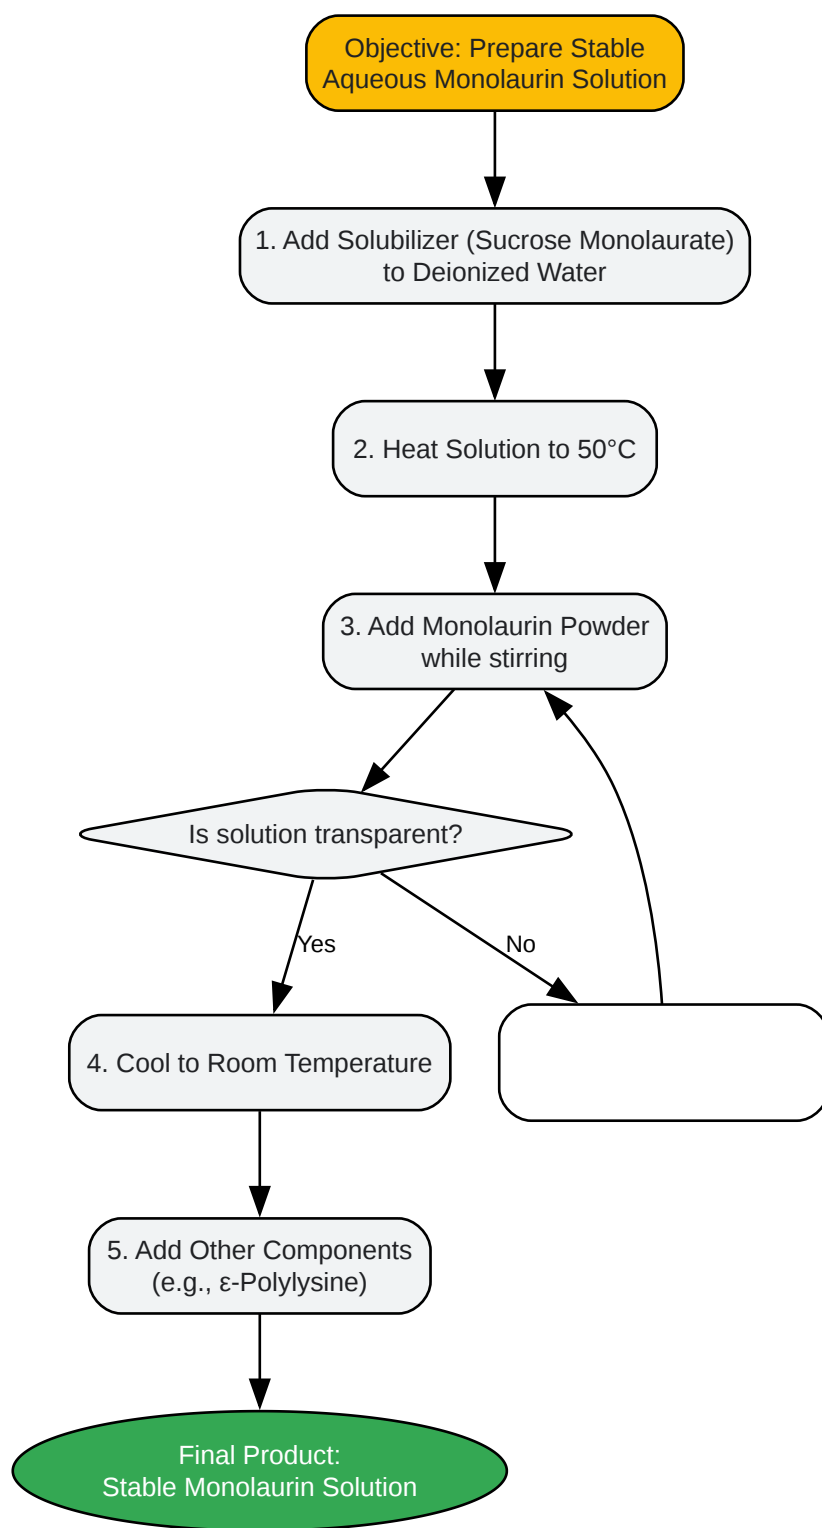 Objective: Prepare Stable
Aqueous Monolaurin Solution
1. Add Solubilizer (Sucrose Monolaurate)
to Deionized Water
2. Heat Solution to 50°C
3. Add Monolaurin Powder
while stirring
Is solution transparent?
Yes
No
4. Cool to Room Temperature
5. Add Other Components
(e.g., ε-Polylysine)
Final Product:
Stable Monolaurin Solution